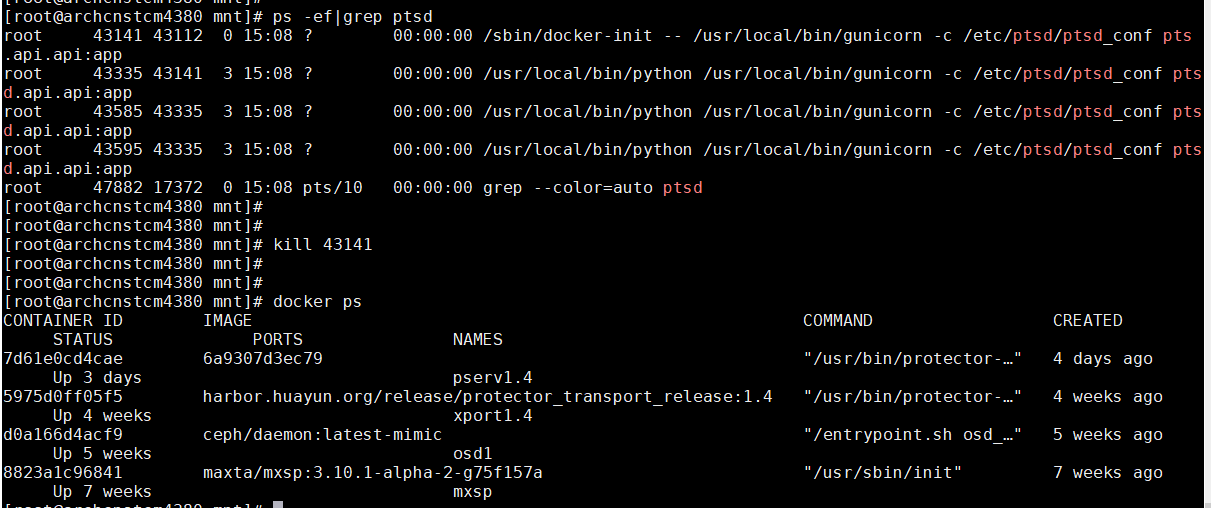 [root@archcnstcm4380 mnt]# ps -ef|grep ptsd
root     43141 43112  0 15:08 ?        00:00:00 /sbin/docker-init -- /usr/local/bin/gunicorn -c /etc/ptsd/ptsd_conf pts
.api.api:app
root     43335 43141  3 15:08 ?        00:00:00 /usr/local/bin/python /usr/local/bin/gunicorn -c /etc/ptsd/ptsd_conf pts
d.api.api:app
root     43585 43335  3 15:08 ?        00:00:00 /usr/local/bin/python /usr/local/bin/gunicorn -c /etc/ptsd/ptsd_conf pts
d.api.api:app
root     43595 43335  3 15:08 ?        00:00:00 /usr/local/bin/python /usr/local/bin/gunicorn -c /etc/ptsd/ptsd_conf pts
d.api.api:app
root     47882 17372  0 15:08 pts/10   00:00:00 grep --color=auto ptsd
[root@archcnstcm4380 mnt]#
[root@archcnstcm4380 mnt]#
[root@archcnstcm4380 mnt]# kill 43141
[root@archcnstcm4380 mnt]#
[root@archcnstcm4380 mnt]#
[root@archcnstcm4380 mnt]# docker ps
CONTAINER ID        IMAGE                                                       COMMAND                  CREATED
     STATUS              PORTS               NAMES
7d61e0cd4cae        6a9307d3ec79                                                "/usr/bin/protector-…"   4 days ago
     Up 3 days                               pserv1.4
5975d0ff05f5        harbor.huayun.org/release/protector_transport_release:1.4   "/usr/bin/protector-…"   4 weeks ago
     Up 4 weeks                              xport1.4
d0a166d4acf9        ceph/daemon:latest-mimic                                    "/entrypoint.sh osd_…"   5 weeks ago
     Up 5 weeks                              osd1
8823a1c96841        maxta/mxsp:3.10.1-alpha-2-g75f157a                          "/usr/sbin/init"         7 weeks ago
     Up 7 weeks                              mxsp
[root@archcnstcm4380 mnt]#